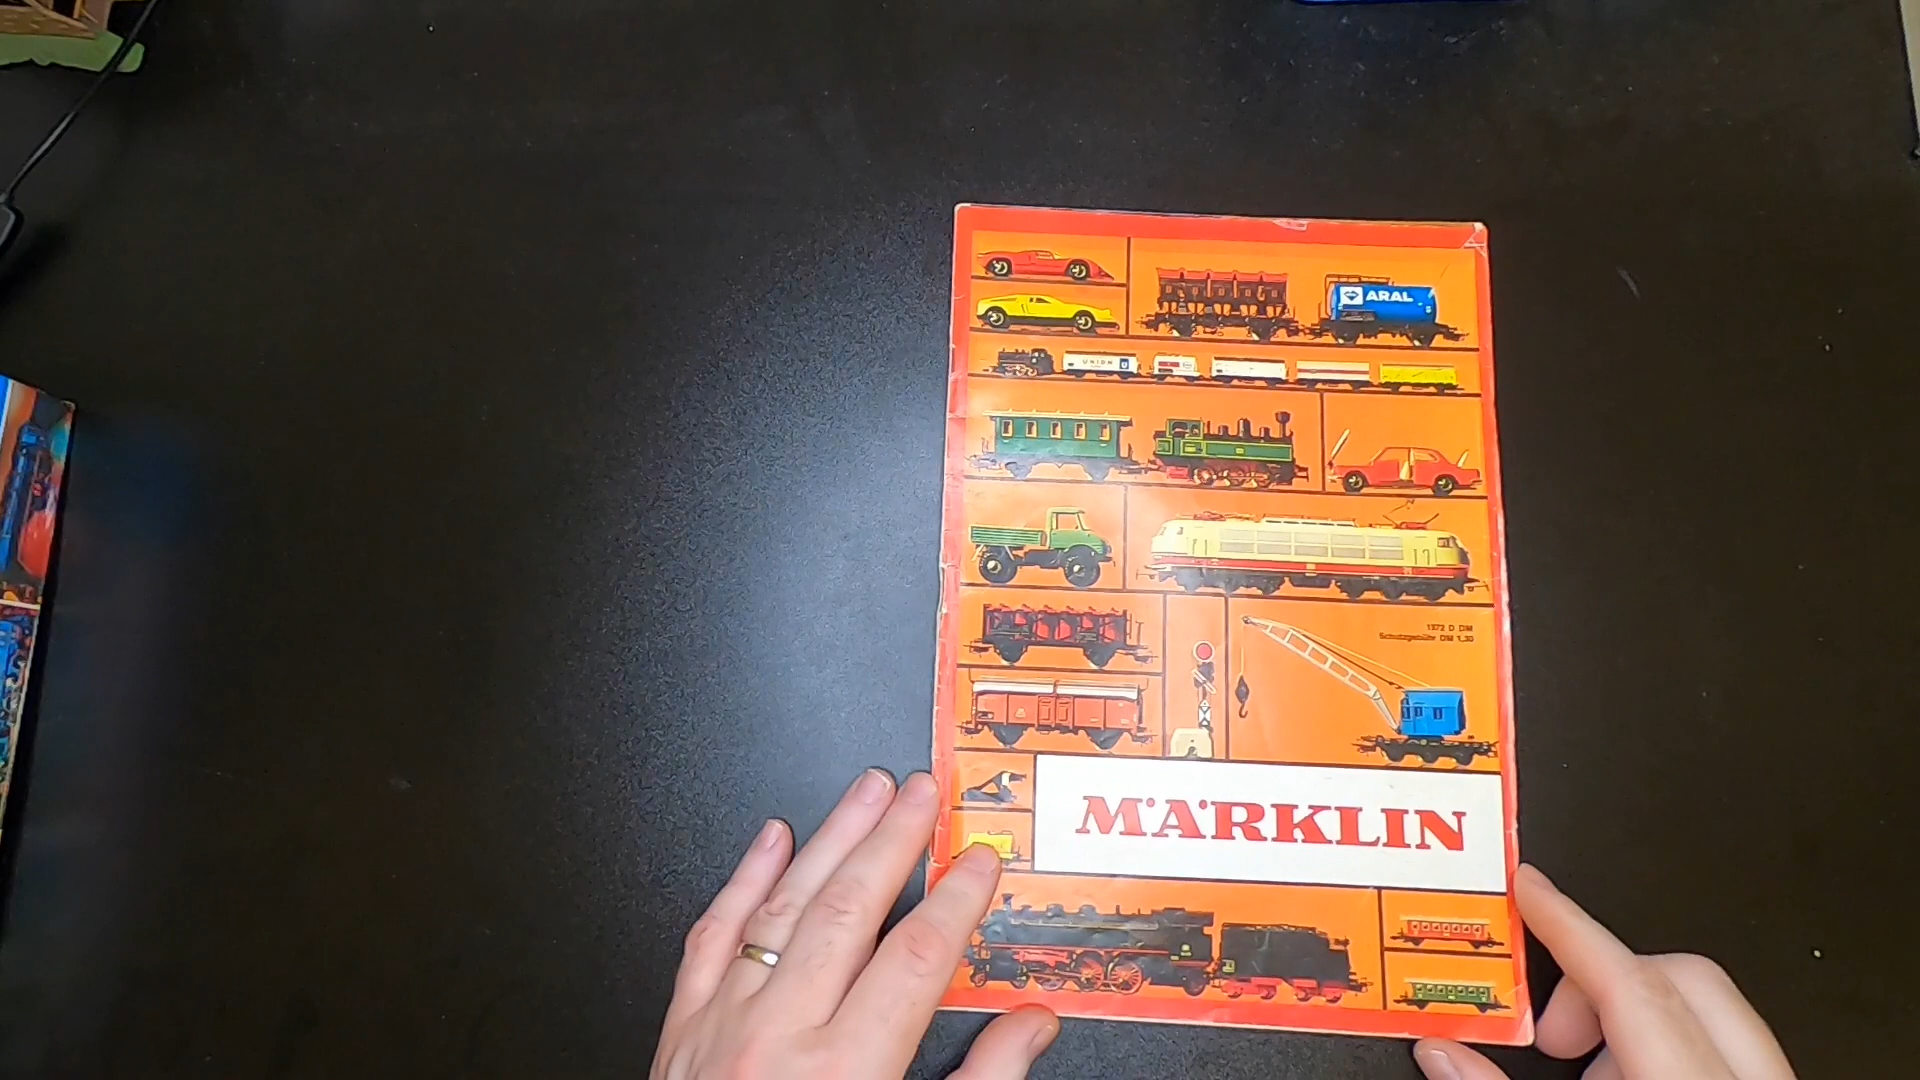 ARAL
UNION
1972 D DM
Schutzgebühr DM 1,30
MÄRKLIN